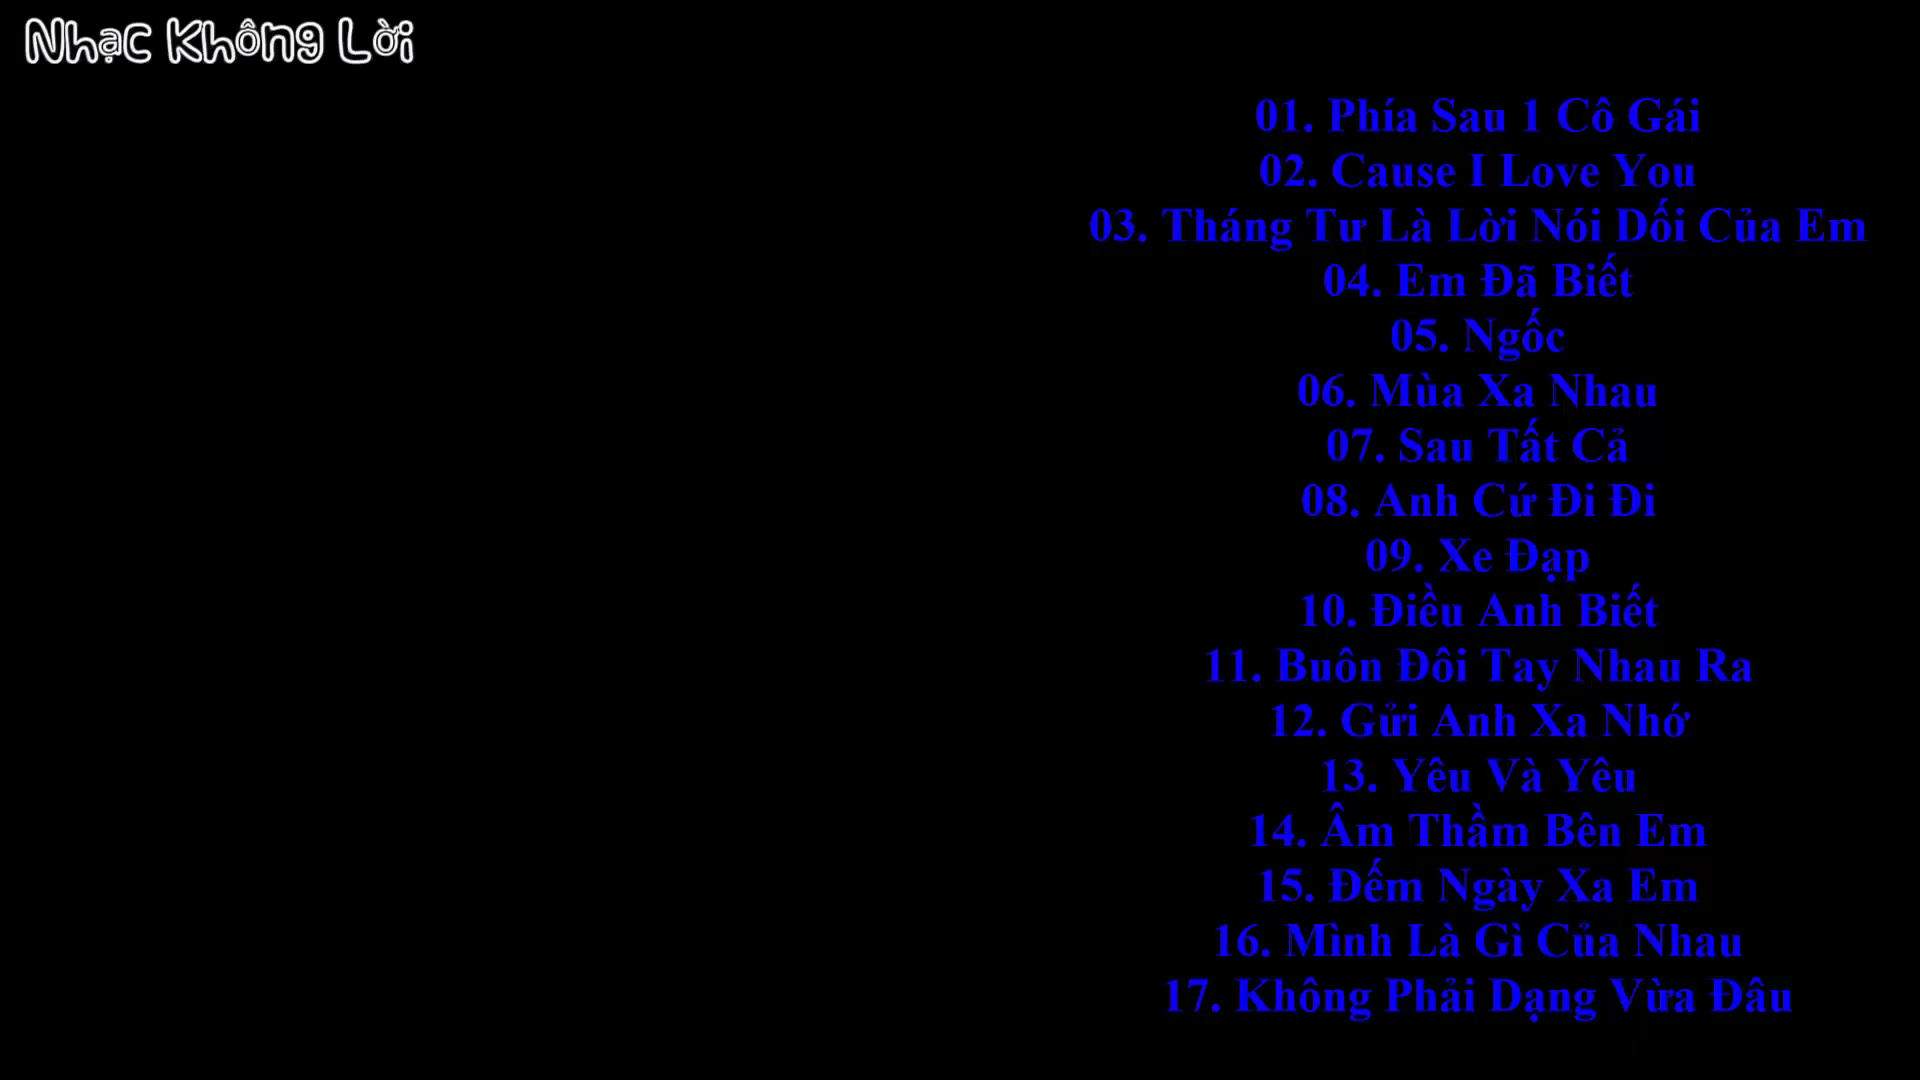 Nhạc Không Lời
01. Phía Sau 1 Cô Gái
02. Cause I Love You
03. Tháng Tư Là Lời Nói Dối Của Em
04. Em Đã Biết
05. Ngốc
06. Mùa Xa Nhau
07. Sau Tất Cả
08. Anh Cứ Đi Đi
09. Xe Đạp
10. Điều Anh Biết
11. Buôn Đôi Tay Nhau Ra
12. Gửi Anh Xa Nhớ
13. Yêu Và Yêu
14. Âm Thầm Bên Em
15. Đếm Ngày Xa Em
16. Mình Là Gì Của Nhau
17. Không Phải Dạng Vừa Đâu